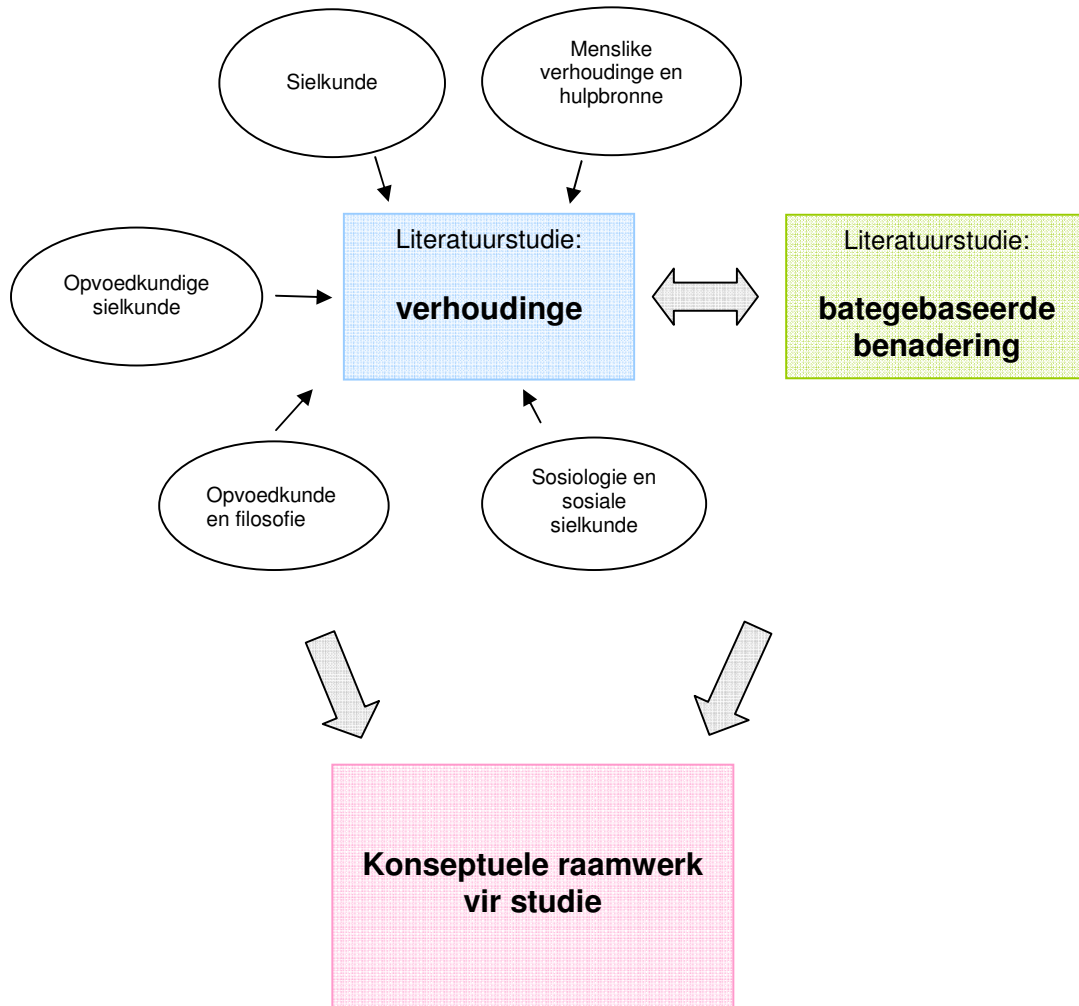 Sielkunde
Menslike
verhoudinge en
hulpbronne
Opvoedkundige
sielkunde
Literatuurstudie:
verhoudinge
Literatuurstudie:
bategebaseerde
benadering
Opvoedkunde
en filosofie
Sosiologie en
sosiale
sielkunde
Konseptuele raamwerk
vir studie